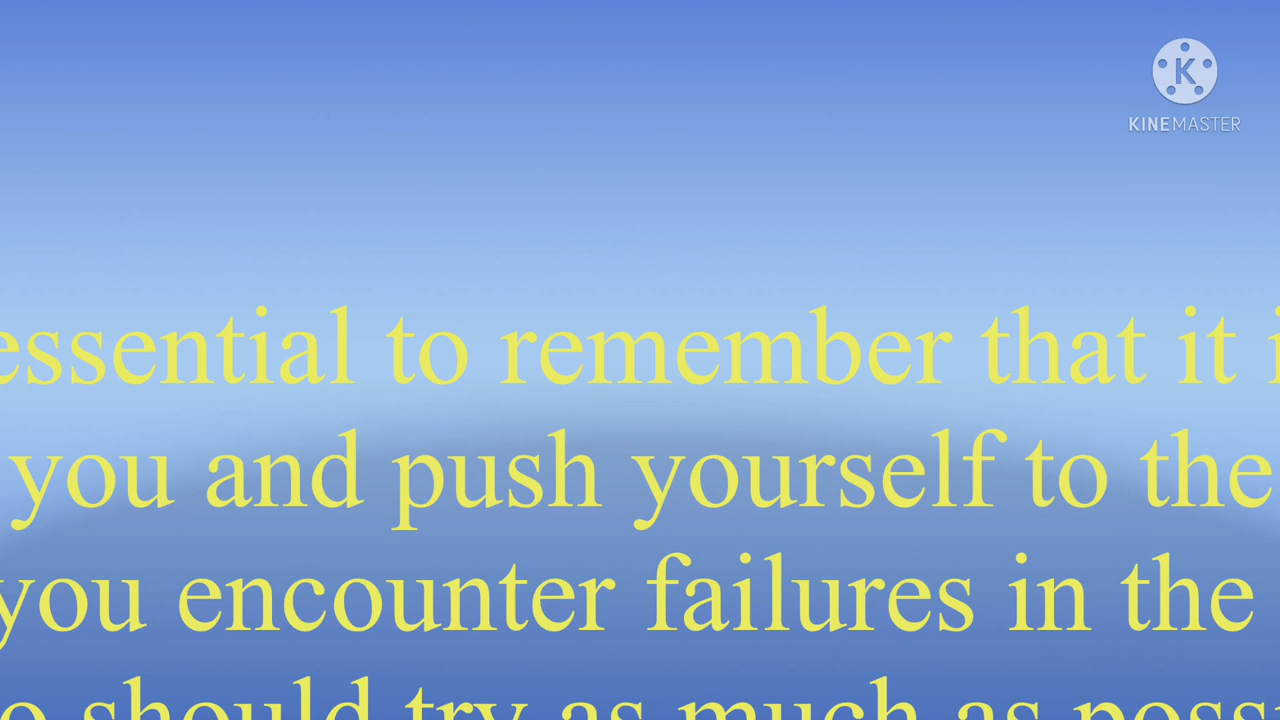 KINEMASTER
essential to remember that it i
you and push yourself to the
you encounter failures in the
o should try as much as possi